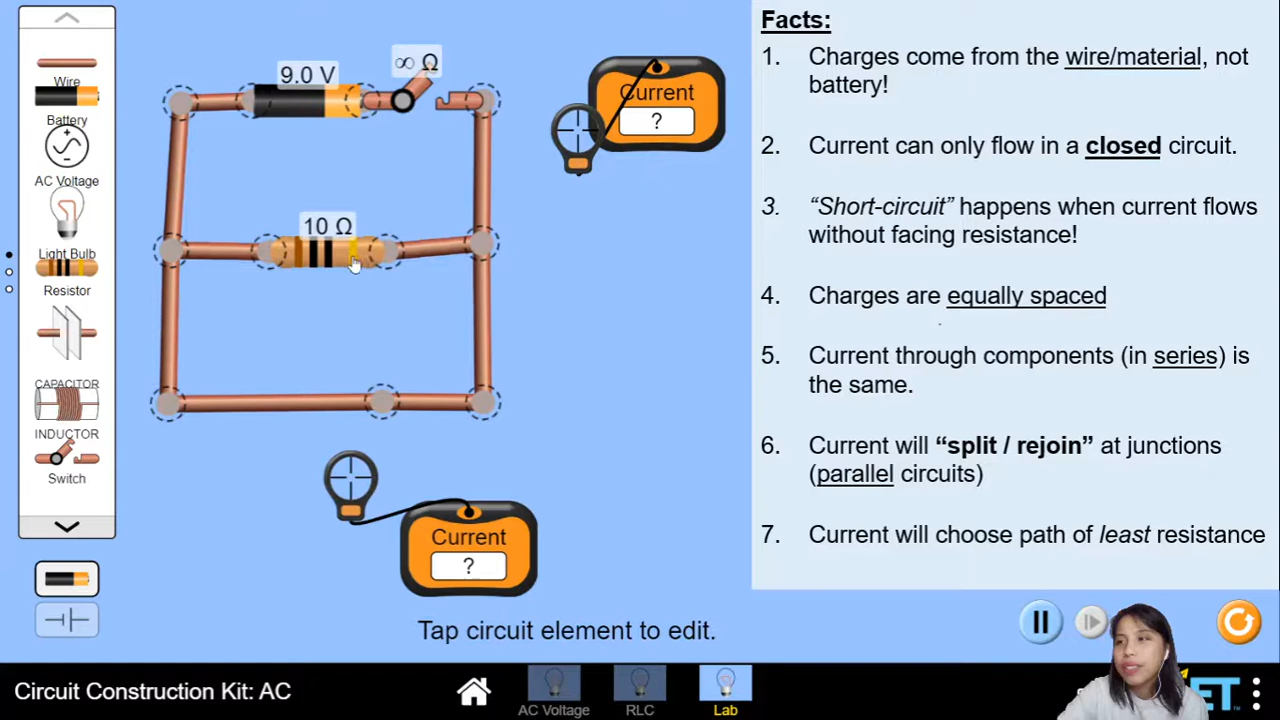 Wire
Battery
AC Voltage
Light Bulb
Resistor
CAPACITOR
INDUCTOR
Switch
9.0 V
∞ Ω
10 Ω
Current
?
Current
?
Tap circuit element to edit.
Facts:
1. Charges come from the wire/material, not
battery!
2. Current can only flow in a closed circuit.
3. “Short-circuit” happens when current flows
without facing resistance!
4. Charges are equally spaced
5. Current through components (in series) is
the same.
6. Current will “split / rejoin” at junctions
(parallel circuits)
7. Current will choose path of least resistance
Circuit Construction Kit: AC
AC Voltage
RLC
Lab